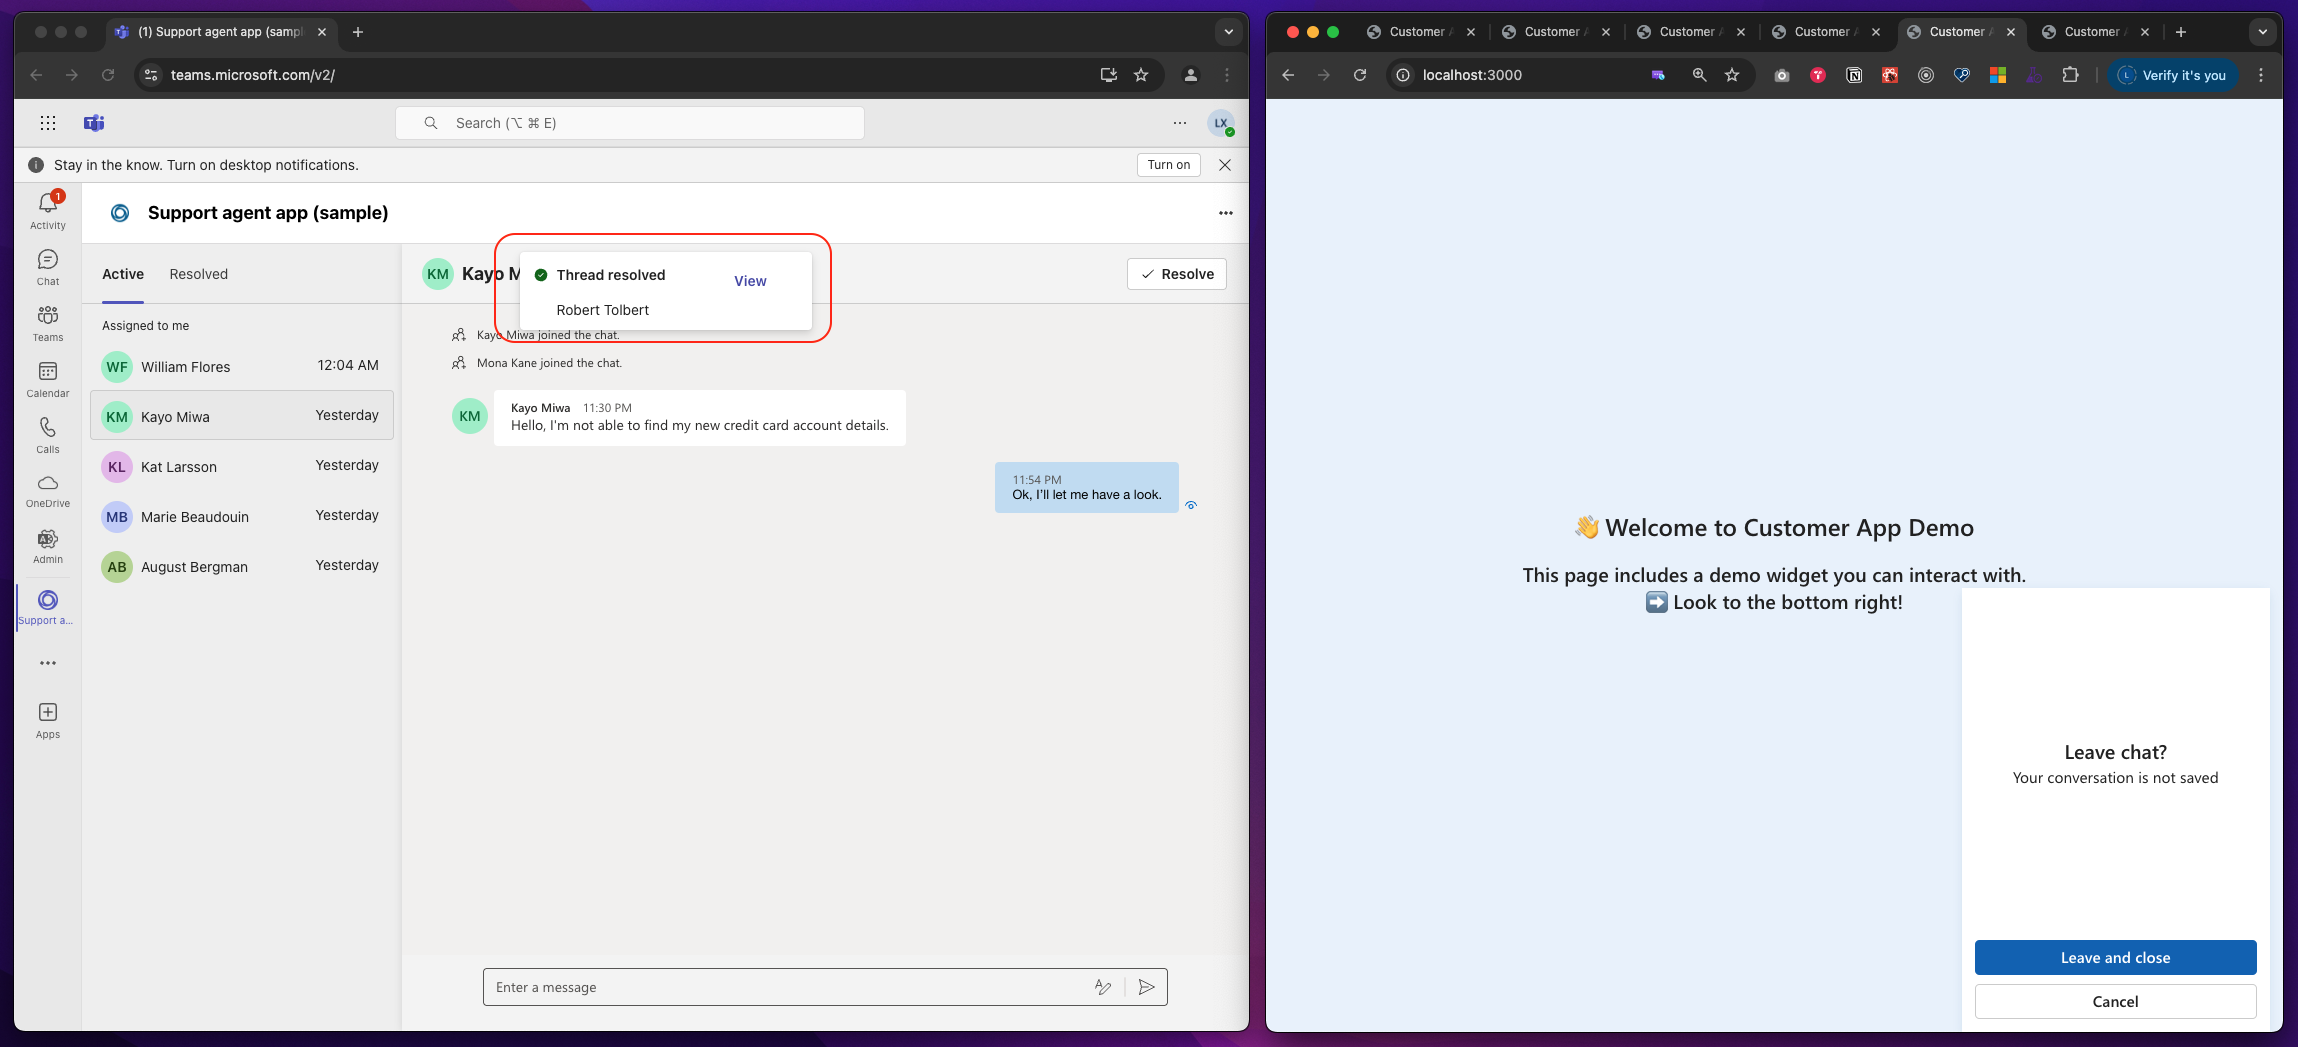 (1) Support agent app (sampl
teams.microsoft.com/v2/
Search (⌥ ⌘ E)
LX
Stay in the know. Turn on desktop notifications.
Turn on
1
Activity
Chat
Teams
Calendar
Calls
OneDrive
Admin
Support a...
Apps
Support agent app (sample)
Active
Resolved
Assigned to me
WF
William Flores
12:04 AM
KM
Kayo Miwa
Yesterday
KL
Kat Larsson
Yesterday
MB
Marie Beaudouin
Yesterday
AB
August Bergman
Yesterday
KM
Kayo M
Resolve
Thread resolved
View
Robert Tolbert
Kayo Miwa joined the chat.
Mona Kane joined the chat.
KM
Kayo Miwa 11:30 PM
Hello, I'm not able to find my new credit card account details.
11:54 PM
Ok, I'll let me have a look.
Enter a message
Customer
Customer
Customer
Customer
Customer
Customer
localhost:3000
L
Verify it's you
👋 Welcome to Customer App Demo
This page includes a demo widget you can interact with.
➡️ Look to the bottom right!
Leave chat?
Your conversation is not saved
Leave and close
Cancel